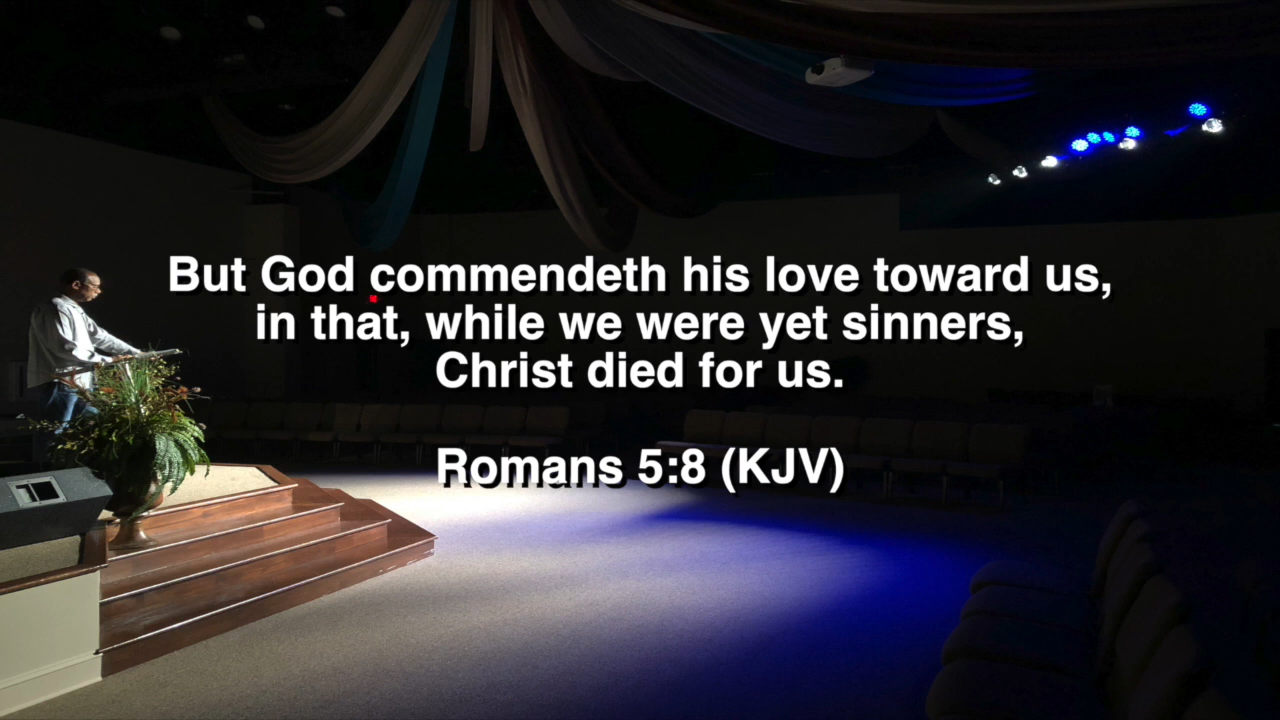 But God commendeth his love toward us,
in that, while we were yet sinners,
Christ died for us.
Romans 5:8 (KJV)